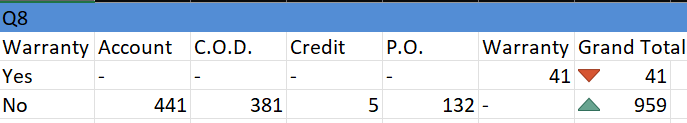 Q8
Warranty Account C.O.D. Credit P.O. Warranty Grand Total
Yes - - - - 41 41
No 441 381 5 132 - 959